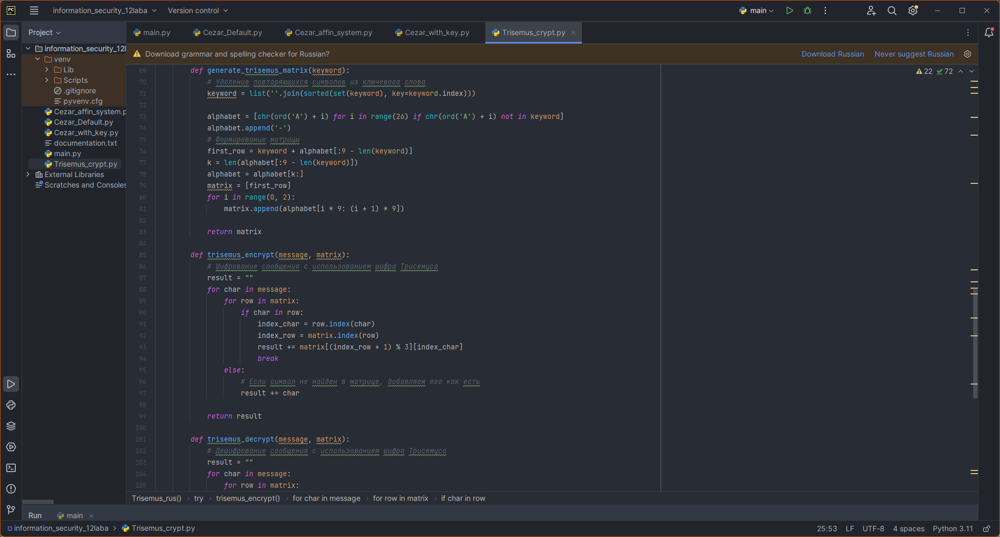 PC information_security_12laba Version control main
Project main.py Cezar_Default.py Cezar_affin_system.py Cezar_with_key.py Trisemus_crypt.py
Download grammar and spelling checker for Russian? Download Russian Never suggest Russian
22 72
information_security_12l
venv
Lib
Scripts
.gitignore
pyvenv.cfg
Cezar_affin_system.p
Cezar_Default.py
Cezar_with_key.py
documentation.txt
main.py
Trisemus_crypt.py
External Libraries
Scratches and Consoles
69 def generate_trisemus_matrix(keyword):
70 # Удаление повторяющихся символов из ключевого слова
71 keyword = list(''.join(sorted(set(keyword), key=keyword.index)))
72
73 alphabet = [chr(ord('A') + i) for i in range(26) if chr(ord('A') + i) not in keyword]
74 alphabet.append('-')
75 # Формирование матрицы
76 first_row = keyword + alphabet[:9 - len(keyword)]
77 k = len(alphabet[:9 - len(keyword)])
78 alphabet = alphabet[k:]
79 matrix = [first_row]
80 for i in range(0, 2):
81 matrix.append(alphabet[i * 9: (i + 1) * 9])
82
83 return matrix
84
85 def trisemus_encrypt(message, matrix):
86 # Шифрование сообщения с использованием шифра Трисемуса
87 result = ""
88 for char in message:
89 for row in matrix:
90 if char in row:
91 index_char = row.index(char)
92 index_row = matrix.index(row)
93 result += matrix[(index_row + 1) % 3][index_char]
94 break
95 else:
96 # Если символ не найден в матрице, добавляем его как есть
97 result += char
98
99 return result
100
101 def trisemus_decrypt(message, matrix):
102 # Дешифрование сообщения с использованием шифра Трисемуса
103 result = ""
104 for char in message:
105 for row in matrix:
Trisemus_rus() try trisemus_encrypt() for char in message for row in matrix if char in row
Run main
information_security_12laba Trisemus_crypt.py 25:53 LF UTF-8 4 spaces Python 3.11